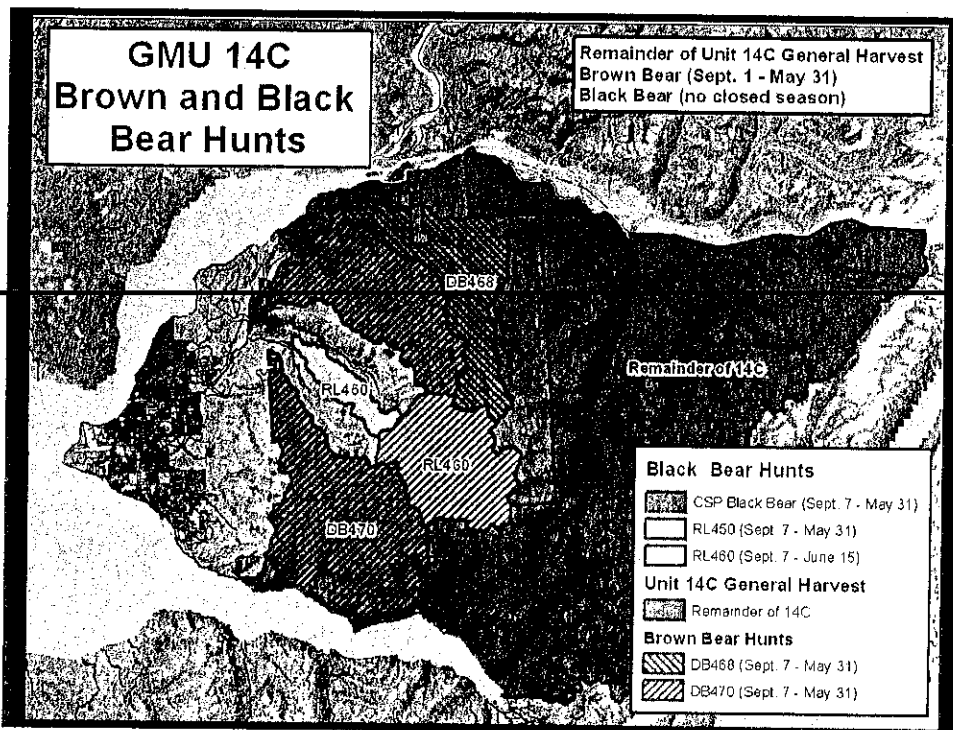 GMU 14C
Brown and Black
Bear Hunts
Remainder of Unit 14C General Harvest
Brown Bear (Sept. 1 - May 31)
Black Bear (no closed season)
DB468
Remainder of 14C
RL450
RL460
DB470
Black Bear Hunts
CSP Black Bear (Sept. 7 - May 31)
RL450 (Sept. 7 - May 31)
RL460 (Sept. 7 - June 15)
Unit 14C General Harvest
Remainder of 14C
Brown Bear Hunts
DB468 (Sept. 7 - May 31)
DB470 (Sept. 7 - May 31)